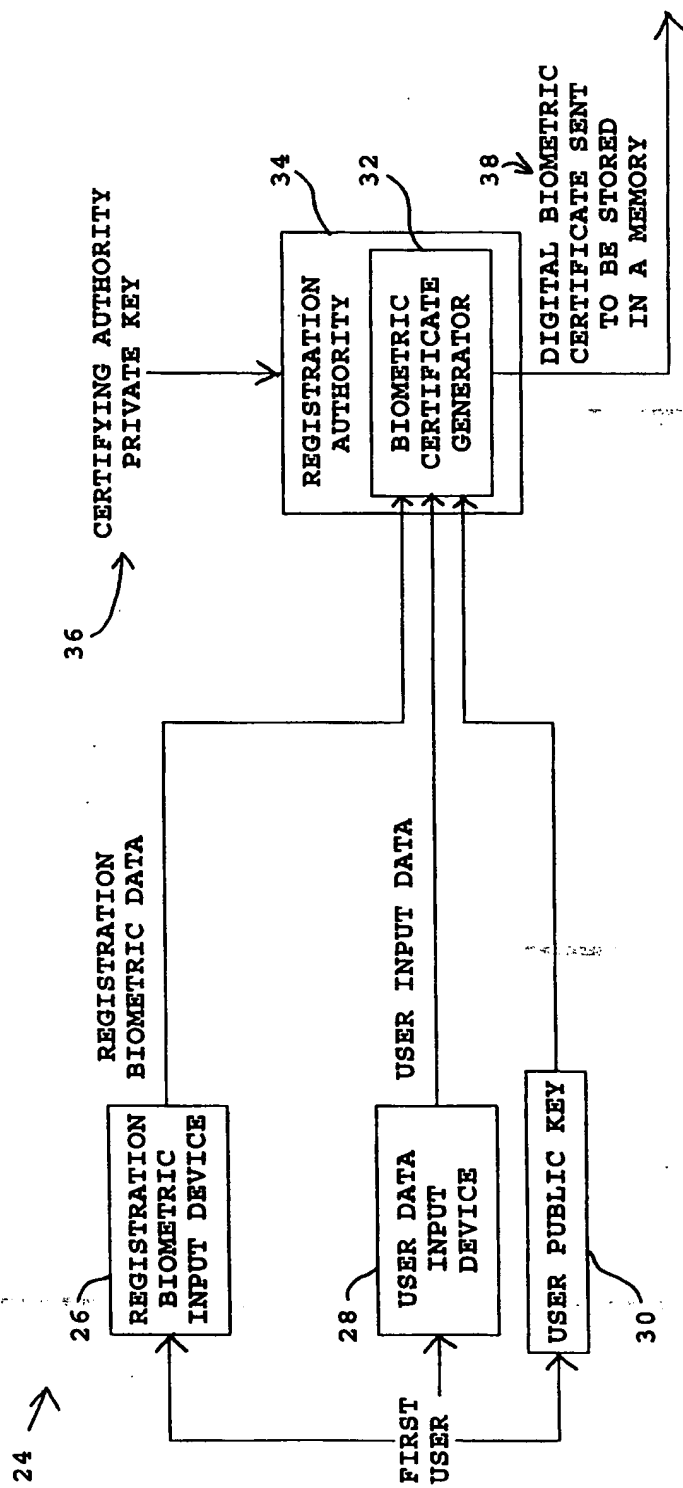 24
FIRST
USER
26
REGISTRATION
BIOMETRIC
INPUT DEVICE
REGISTRATION
BIOMETRIC DATA
28
USER DATA
INPUT
DEVICE
USER INPUT DATA
USER PUBLIC KEY
30
36
CERTIFYING AUTHORITY
PRIVATE KEY
34
REGISTRATION
AUTHORITY
32
BIOMETRIC
CERTIFICATE
GENERATOR
38
DIGITAL BIOMETRIC
CERTIFICATE SENT
TO BE STORED
IN A MEMORY